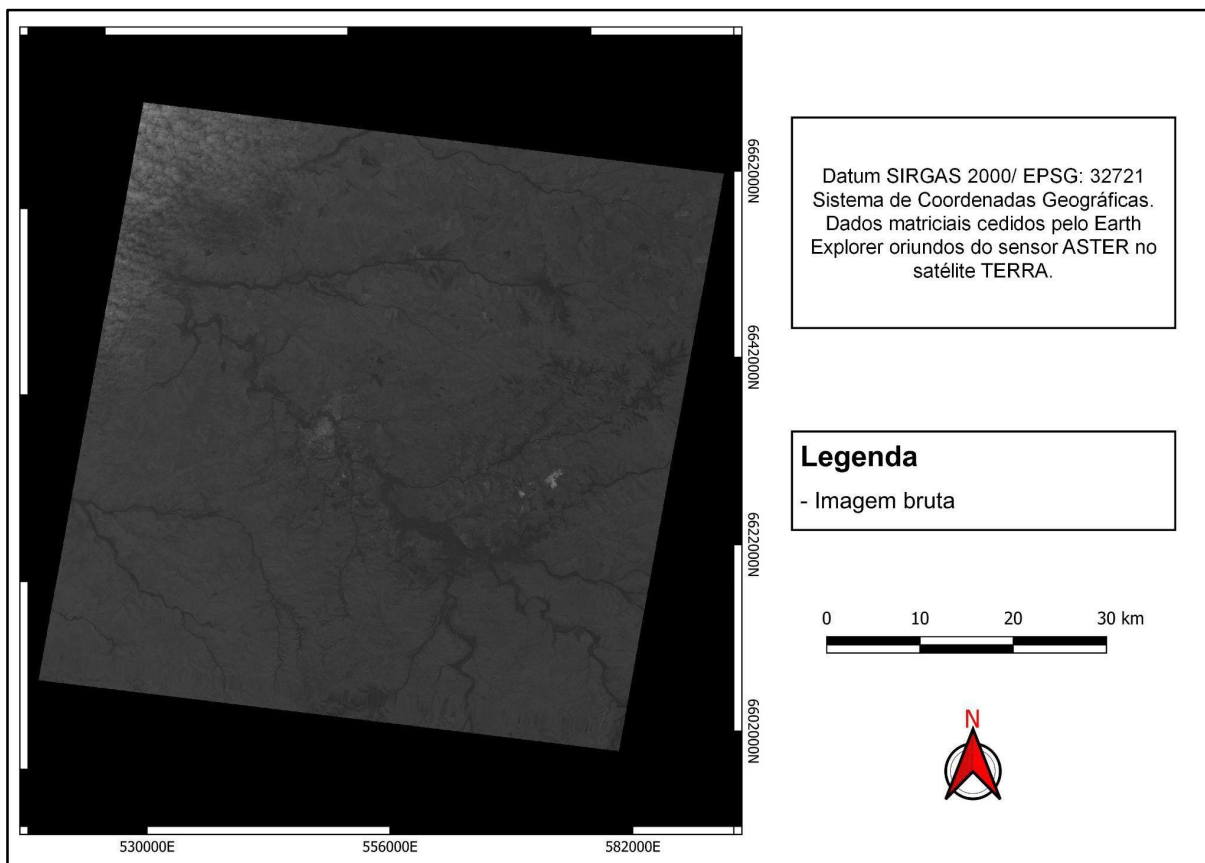 6662000N
6642000N
6622000N
6602000N
530000E 556000E 582000E
Datum SIRGAS 2000/ EPSG: 32721
Sistema de Coordenadas Geográficas.
Dados matriciais cedidos pelo Earth
Explorer oriundos do sensor ASTER no
satélite TERRA.
Legenda
- Imagem bruta
0 10 20 30 km
N